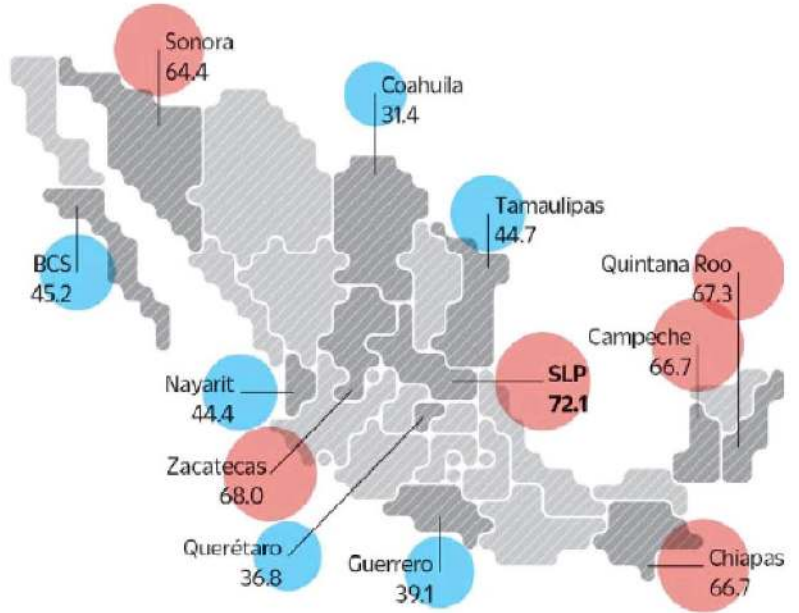 Sonora
64.4
Coahuila
31.4
Tamaulipas
44.7
BCS
45.2
Quintana Roo
67.3
Campeche
66.7
Nayarit
44.4
SLP
72.1
Zacatecas
68.0
Querétaro
36.8
Guerrero
39.1
Chiapas
66.7